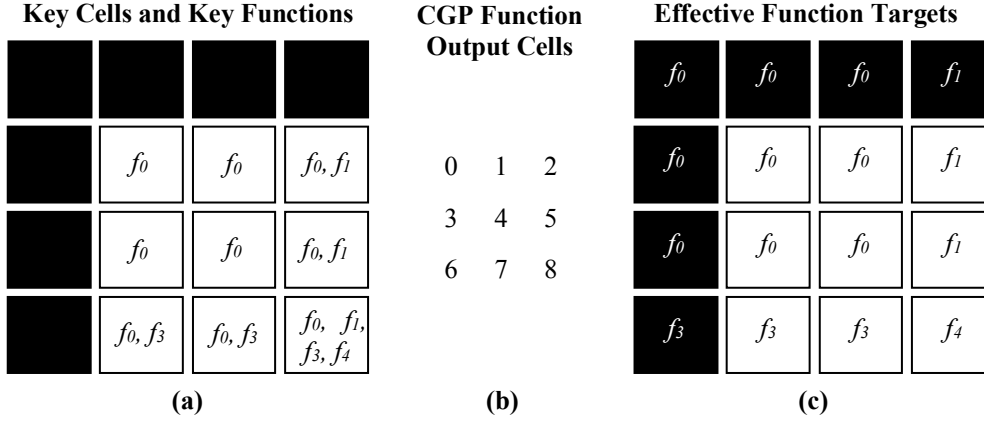 Key Cells and Key Functions
f0
f0
f0, f1
f0
f0
f0, f1
f0, f3
f0, f3
f0, f1,
f3, f4
(a)
CGP Function
Output Cells
0 1 2
3 4 5
6 7 8
(b)
Effective Function Targets
f0 f0 f0 f1
f0 f0 f0 f1
f0 f0 f0 f1
f3 f3 f3 f4
(c)